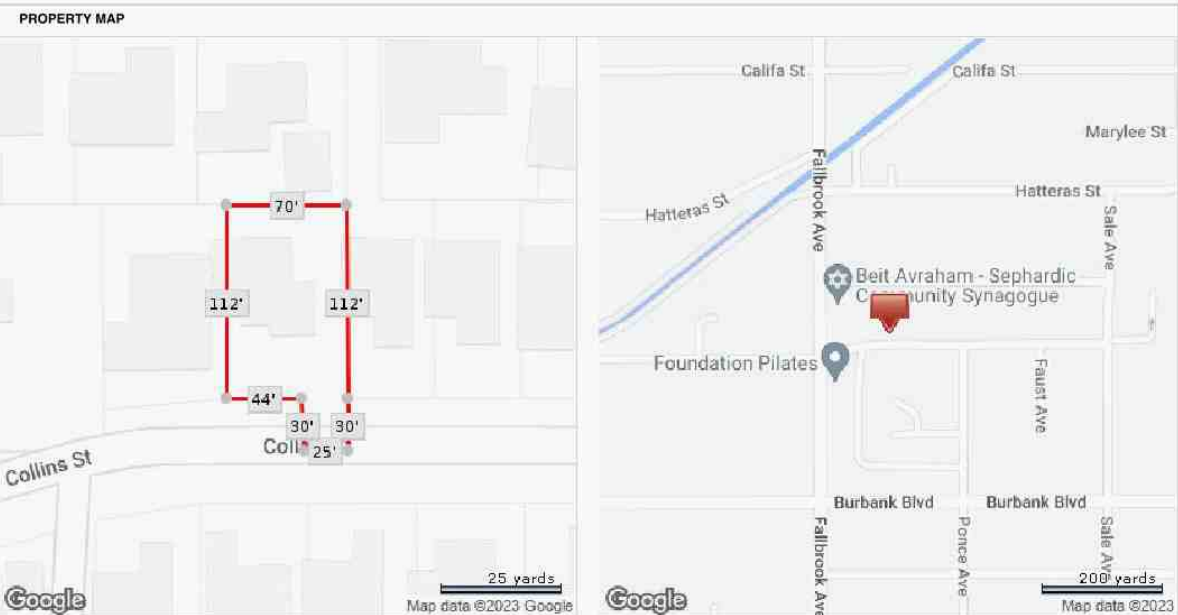 PROPERTY MAP
70'
112'
112'
44'
30'
30'
25'
Coll
Collins St
25 yards
Google
Map data ©2023 Google
Califa St
Califa St
Marylee St
Fallbrook Ave
Hatteras St
Hatteras St
Sale Ave
Beit Avraham - Sephardic
Community Synagogue
Foundation Pilates
Faust Ave
Burbank Blvd
Burbank Blvd
Fallbrook Ave
Ponce Ave
Sale Ave
200 yards
Google
Map data ©2023